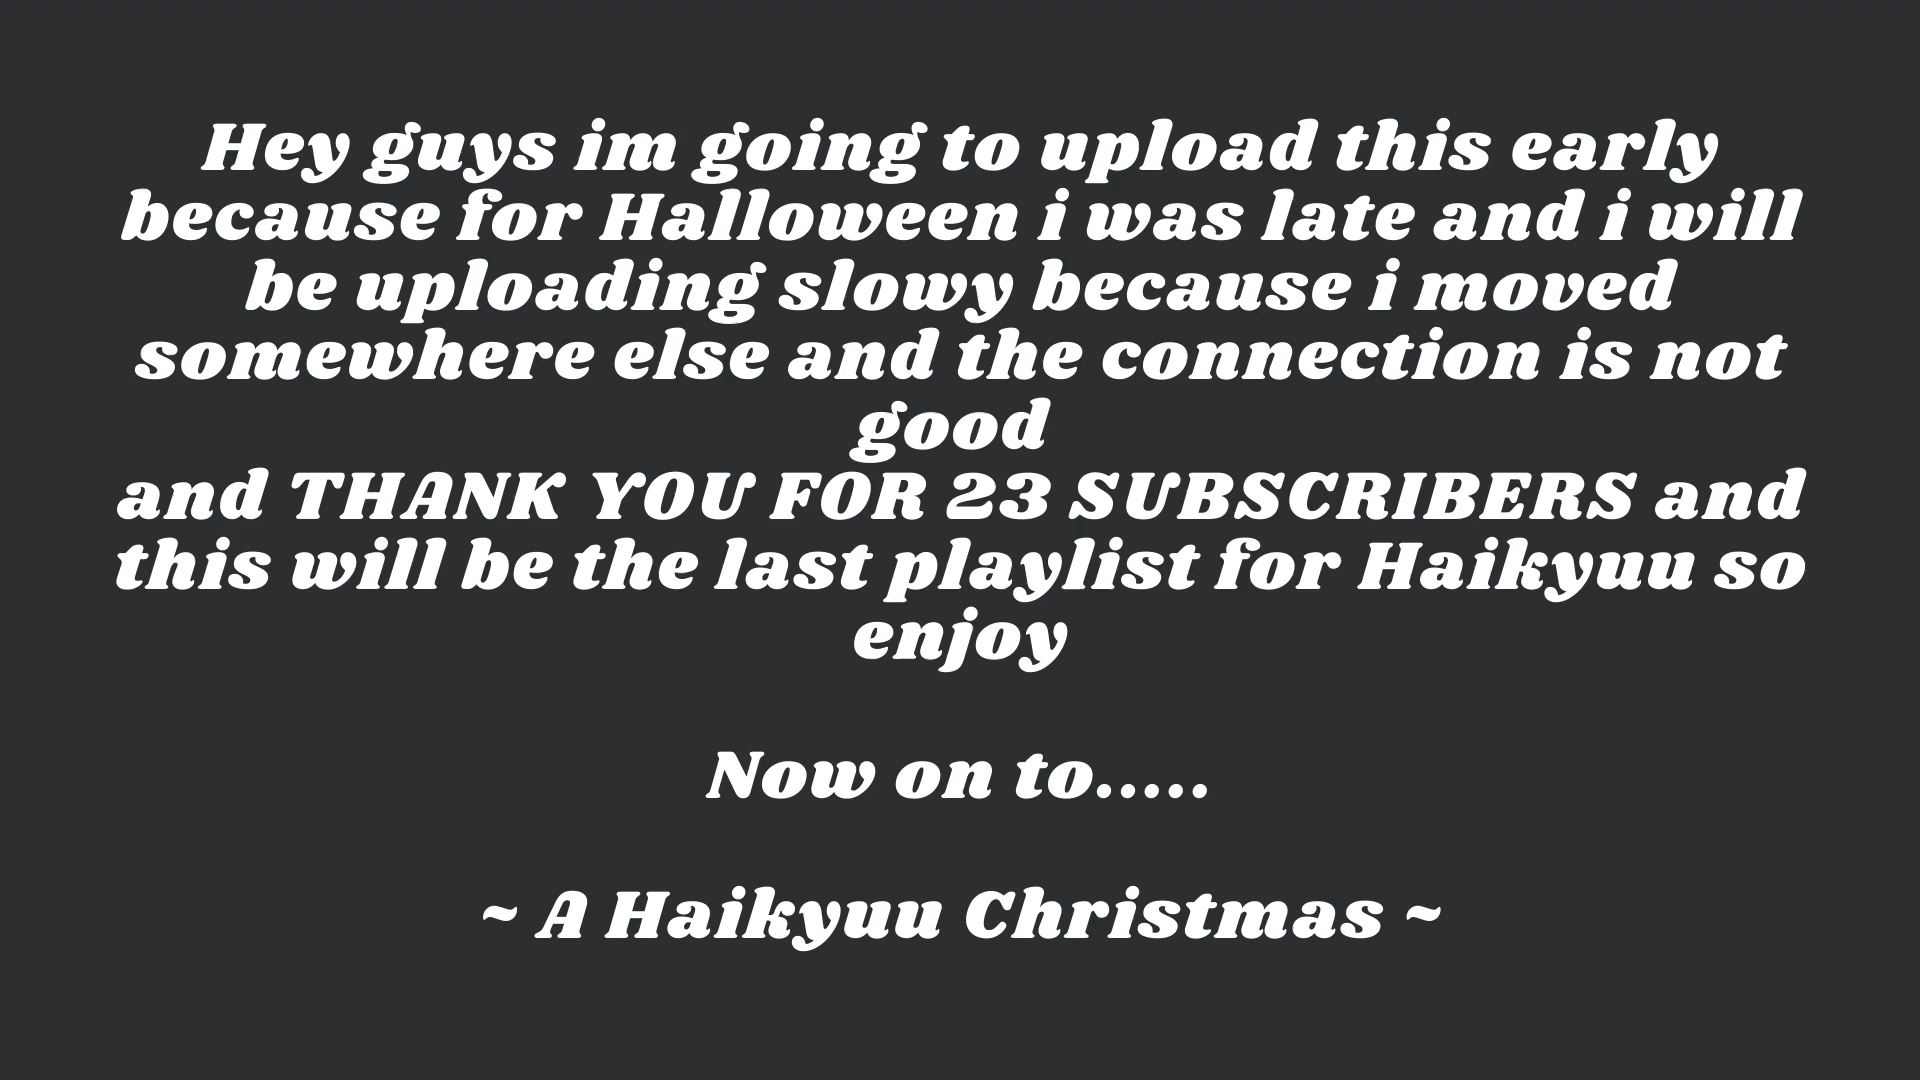 Hey guys im going to upload this early
because for Halloween i was late and i will
be uploading slowy because i moved
somewhere else and the connection is not
good
and THANK YOU FOR 23 SUBSCRIBERS and
this will be the last playlist for Haikyuu so
enjoy
Now on to.....
~ A Haikyuu Christmas ~